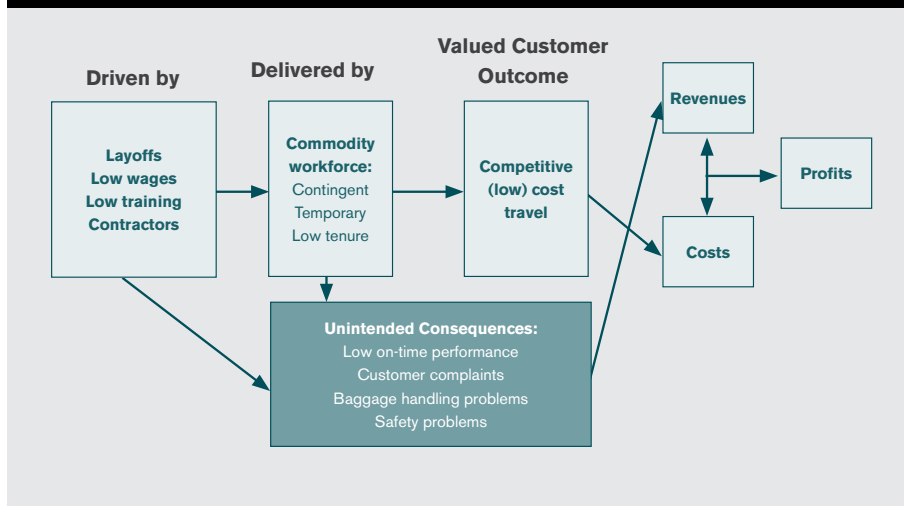 Driven by
Layoffs
Low wages
Low training
Contractors
Delivered by
Commodity
workforce:
Contingent
Temporary
Low tenure
Valued Customer
Outcome
Competitive
(low) cost
travel
Revenues
Profits
Costs
Unintended Consequences:
Low on-time performance
Customer complaints
Baggage handling problems
Safety problems